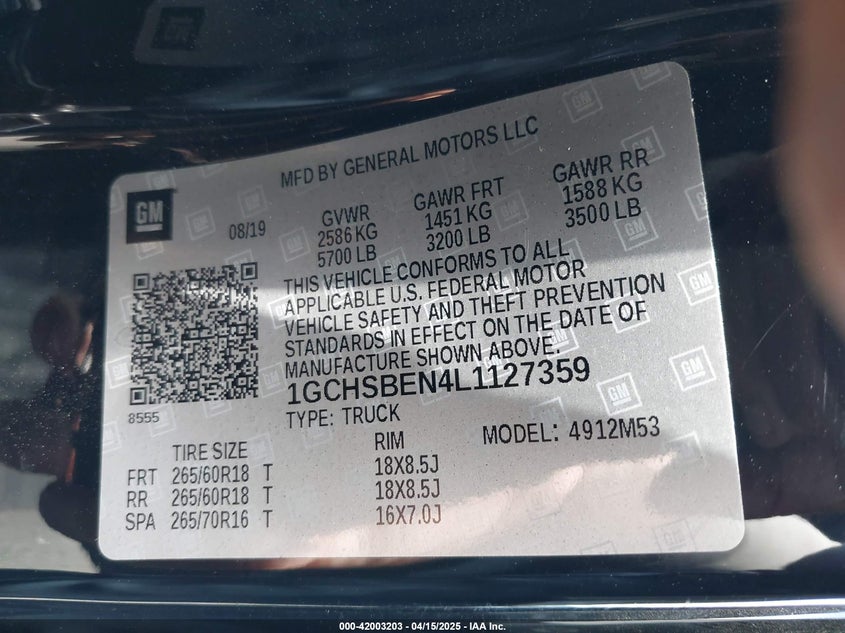 MFD BY GENERAL MOTORS LLC
GM
08/19
GVWR
2586 KG
5700 LB
GAWR FRT
1451 KG
3200 LB
GAWR RR
1588 KG
3500 LB
THIS VEHICLE CONFORMS TO ALL
APPLICABLE U.S. FEDERAL MOTOR
VEHICLE SAFETY AND THEFT PREVENTION
STANDARDS IN EFFECT ON THE DATE OF
MANUFACTURE SHOWN ABOVE.
1GCHSBEN4L1127359
8555
TYPE: TRUCK
MODEL: 4912M53
TIRE SIZE RIM
FRT 265/60R18 T 18X8.5J
RR 265/60R18 T 18X8.5J
SPA 265/70R16 T 16X7.0J
000-42003203 - 04/15/2025 - IAA Inc.